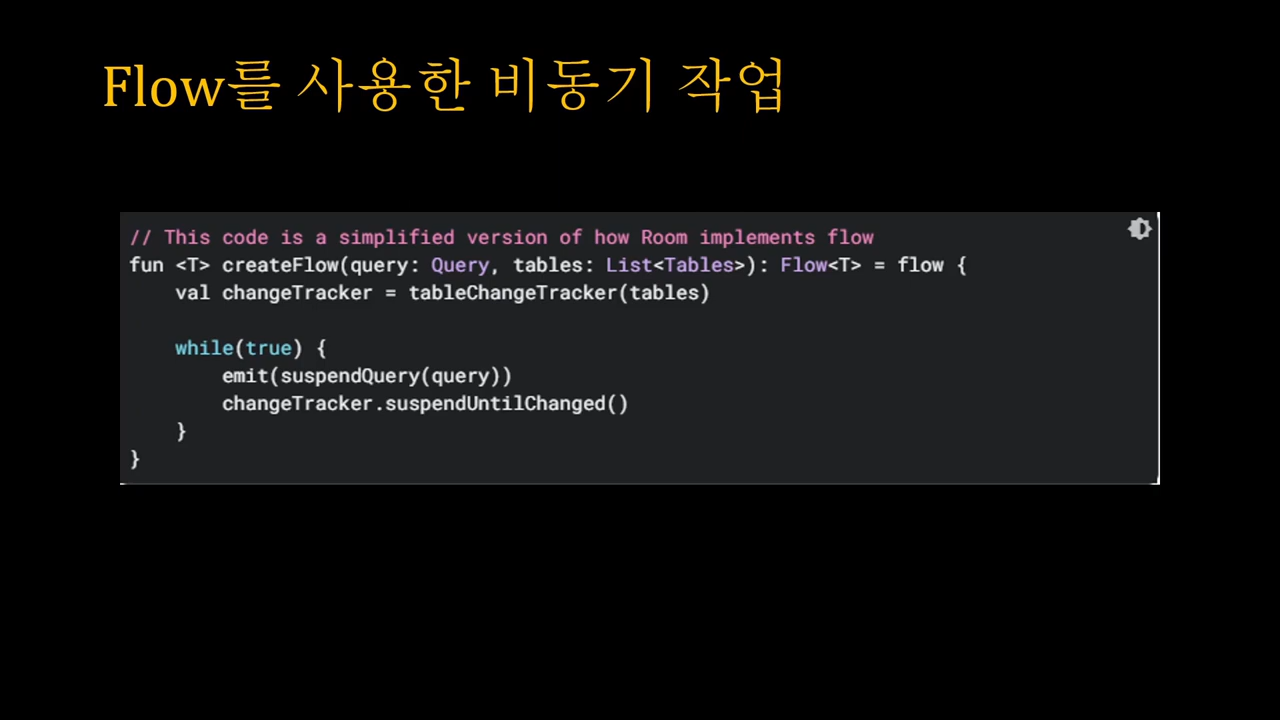 Flow를 사용한 비동기 작업
// This code is a simplified version of how Room implements flow
fun <T> createFlow(query: Query, tables: List<Tables>): Flow<T> = flow {
    val changeTracker = tableChangeTracker(tables)
    while(true) {
        emit(suspendQuery(query))
        changeTracker.suspendUntilChanged()
    }
}